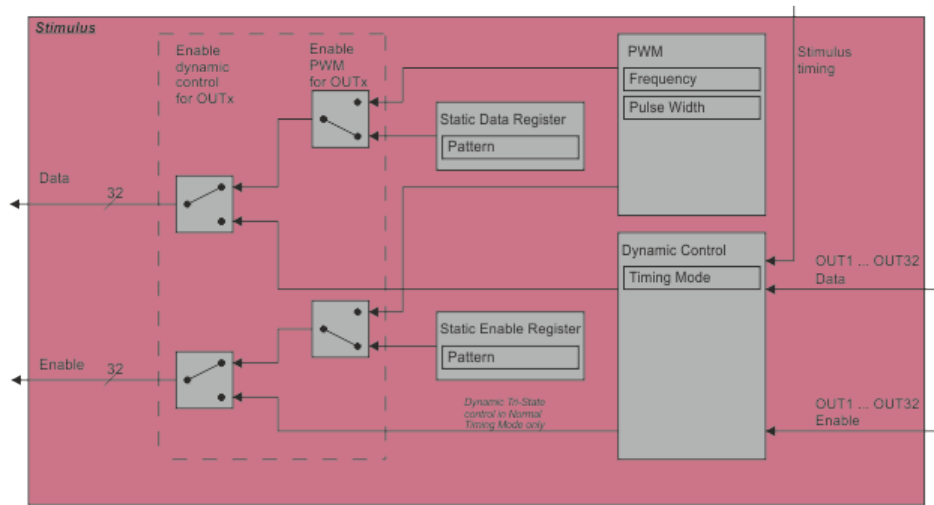 Stimulus
Enable
dynamic
control
for OUTx
Enable
PWM
for OUTx
PWM
Frequency
Pulse Width
Stimulus
timing
Static Data Register
Pattern
Data
32
Dynamic Control
Timing Mode
OUT1 ... OUT32
Data
Static Enable Register
Pattern
Enable
32
Dynamic Tri-State
control in Normal
Timing Mode only
OUT1 ... OUT32
Enable